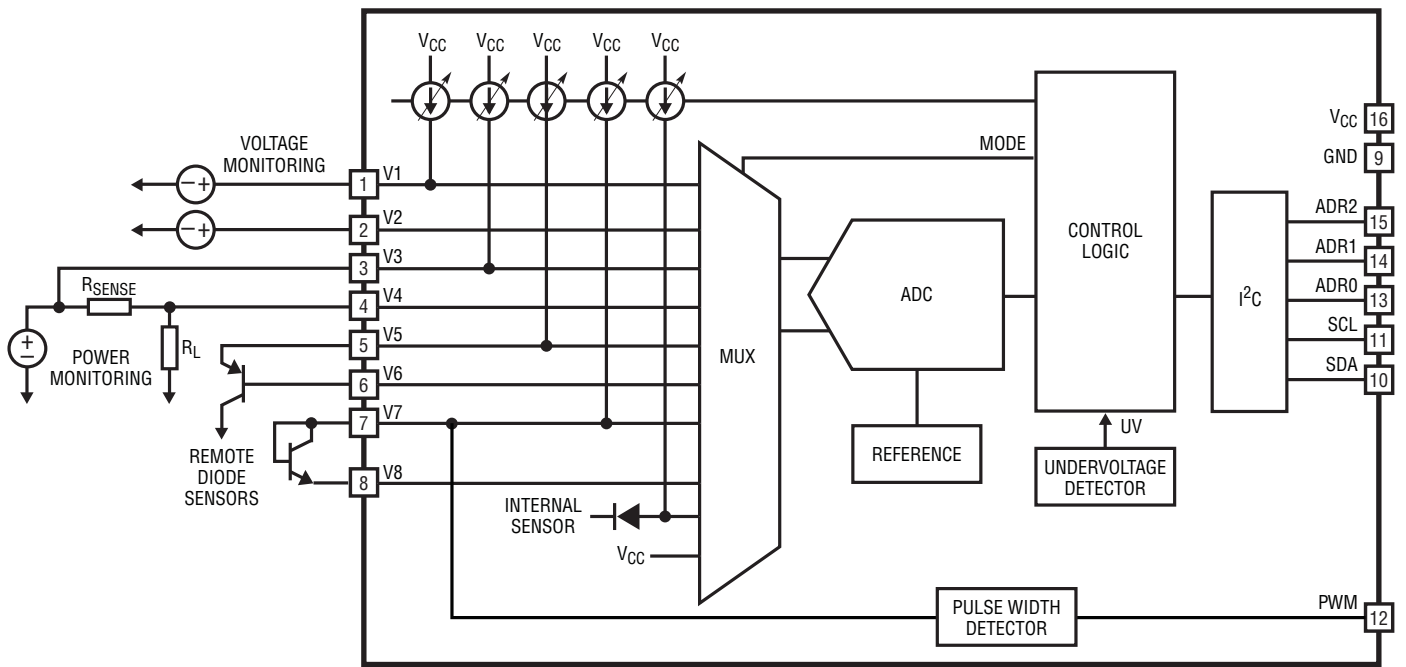 VCC VCC VCC VCC VCC
VOLTAGE
MONITORING
1 V1
2 V2
3 V3
4 V4
5 V5
6 V6
7 V7
8 V8
− +
− +
RSENSE
+
−
RL
POWER
MONITORING
REMOTE
DIODE
SENSORS
INTERNAL
SENSOR
VCC
MUX
MODE
ADC
REFERENCE
CONTROL
LOGIC
UV
UNDERVOLTAGE
DETECTOR
I²C
PULSE WIDTH
DETECTOR
VCC 16
GND 9
ADR2 15
ADR1 14
ADR0 13
SCL 11
SDA 10
PWM 12